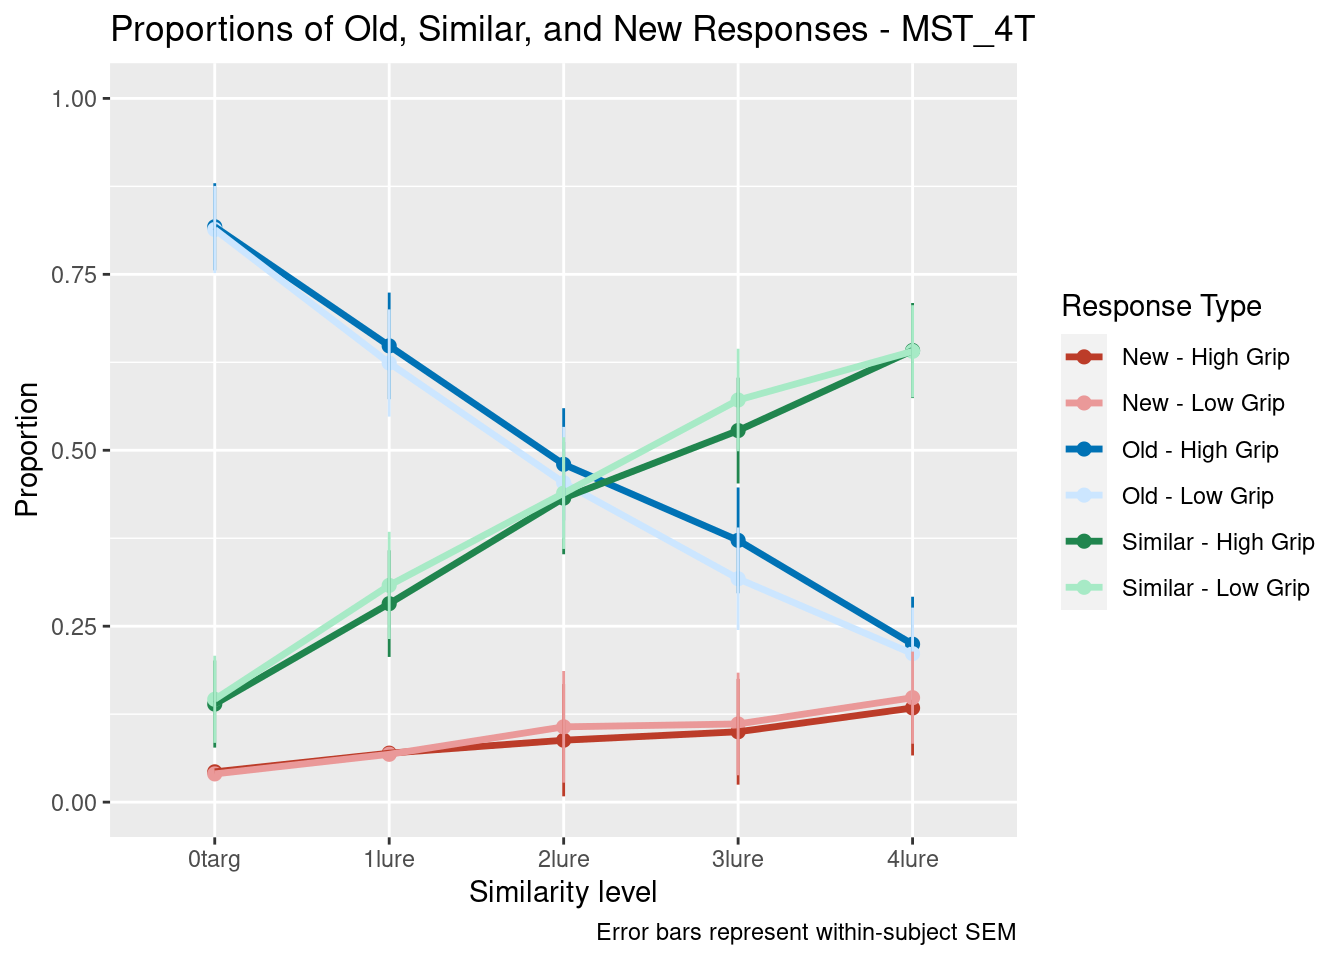 Proportions of Old, Similar, and New Responses - MST_4T
1.00
0.75
0.50
0.25
0.00
Proportion
0targ
1lure
2lure
3lure
4lure
Similarity level
Error bars represent within-subject SEM
Response Type
New - High Grip
New - Low Grip
Old - High Grip
Old - Low Grip
Similar - High Grip
Similar - Low Grip